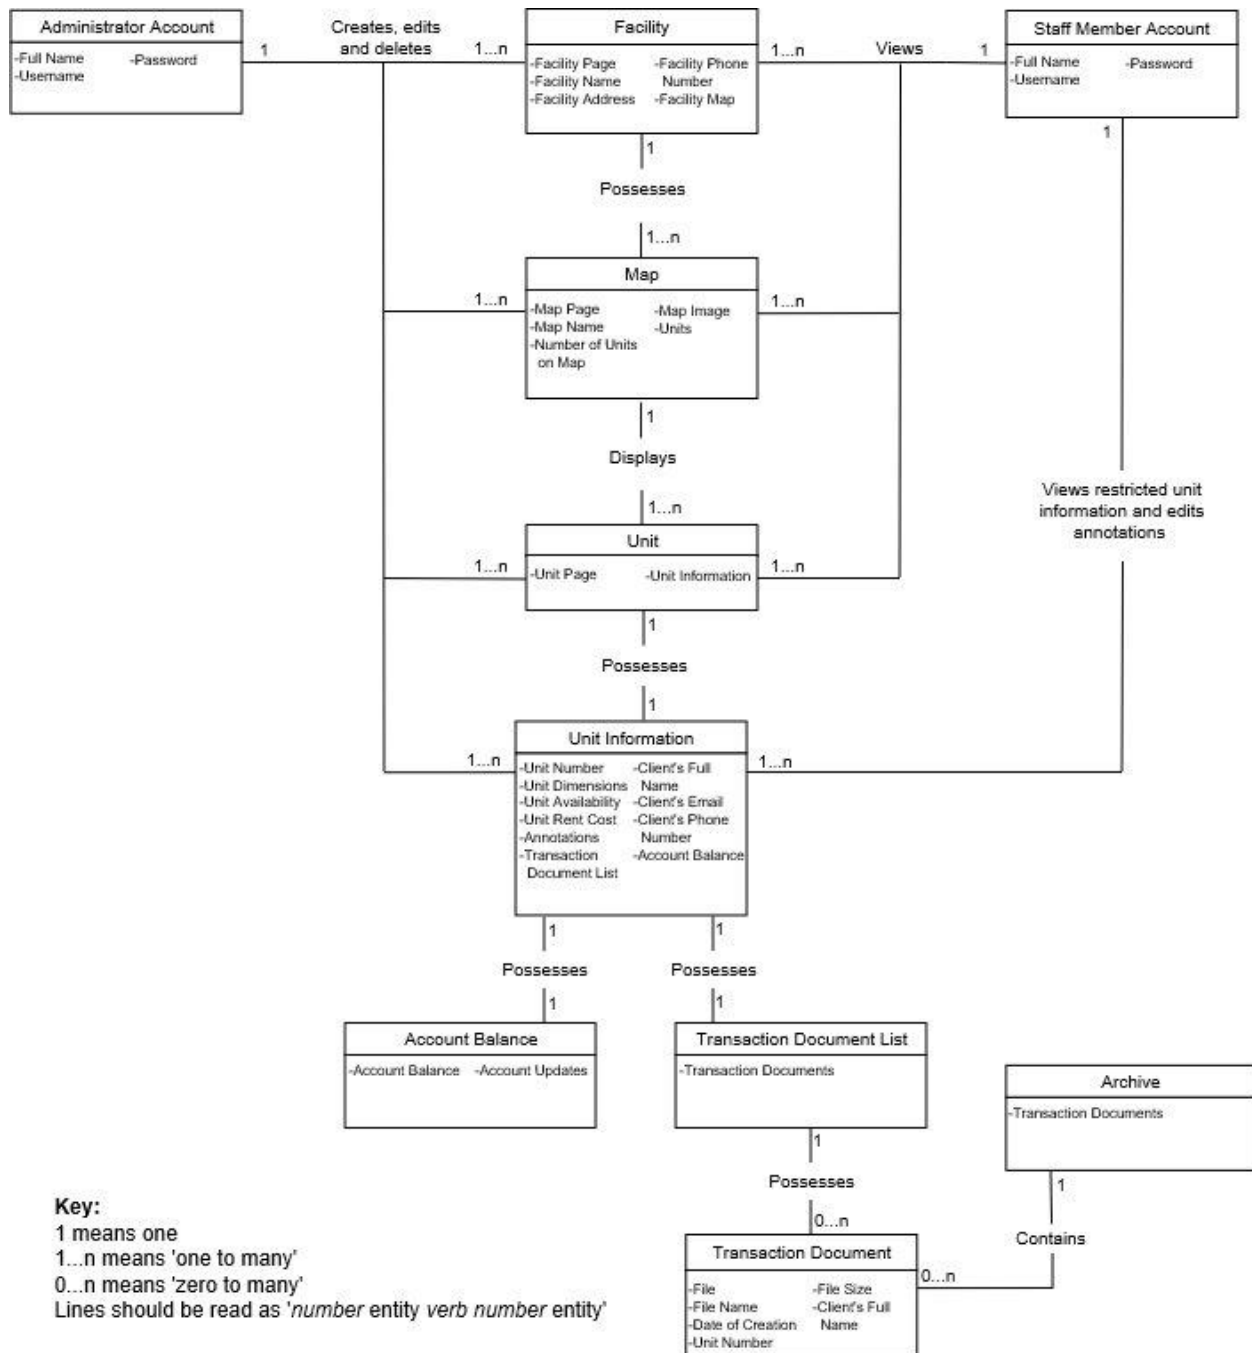 Administrator Account
-Full Name
-Username
-Password
1
Creates, edits
and deletes
1...n
Facility
-Facility Page
-Facility Name
-Facility Address
-Facility Phone
Number
-Facility Map
1...n
Views
1
Staff Member Account
-Full Name
-Username
-Password
1
1
Possesses
1...n
Map
-Map Page
-Map Name
-Number of Units
on Map
-Map Image
-Units
1...n
1...n
1
Displays
1...n
Views restricted unit
information and edits
annotations
Unit
-Unit Page
-Unit Information
1...n
1...n
1
Possesses
1
Unit Information
-Unit Number
-Unit Dimensions
-Unit Availability
-Unit Rent Cost
-Annotations
-Transaction
Document List
-Client's Full
Name
-Client's Email
-Client's Phone
Number
-Account Balance
1...n
1...n
1
Possesses
1
1
Possesses
1
Account Balance
-Account Balance
-Account Updates
Transaction Document List
-Transaction Documents
Archive
-Transaction Documents
1
Possesses
0...n
1
Contains
0...n
Transaction Document
-File
-File Name
-Date of Creation
-Unit Number
-File Size
-Client's Full
Name
Key:
1 means one
1...n means 'one to many'
0...n means 'zero to many'
Lines should be read as 'number entity verb number entity'